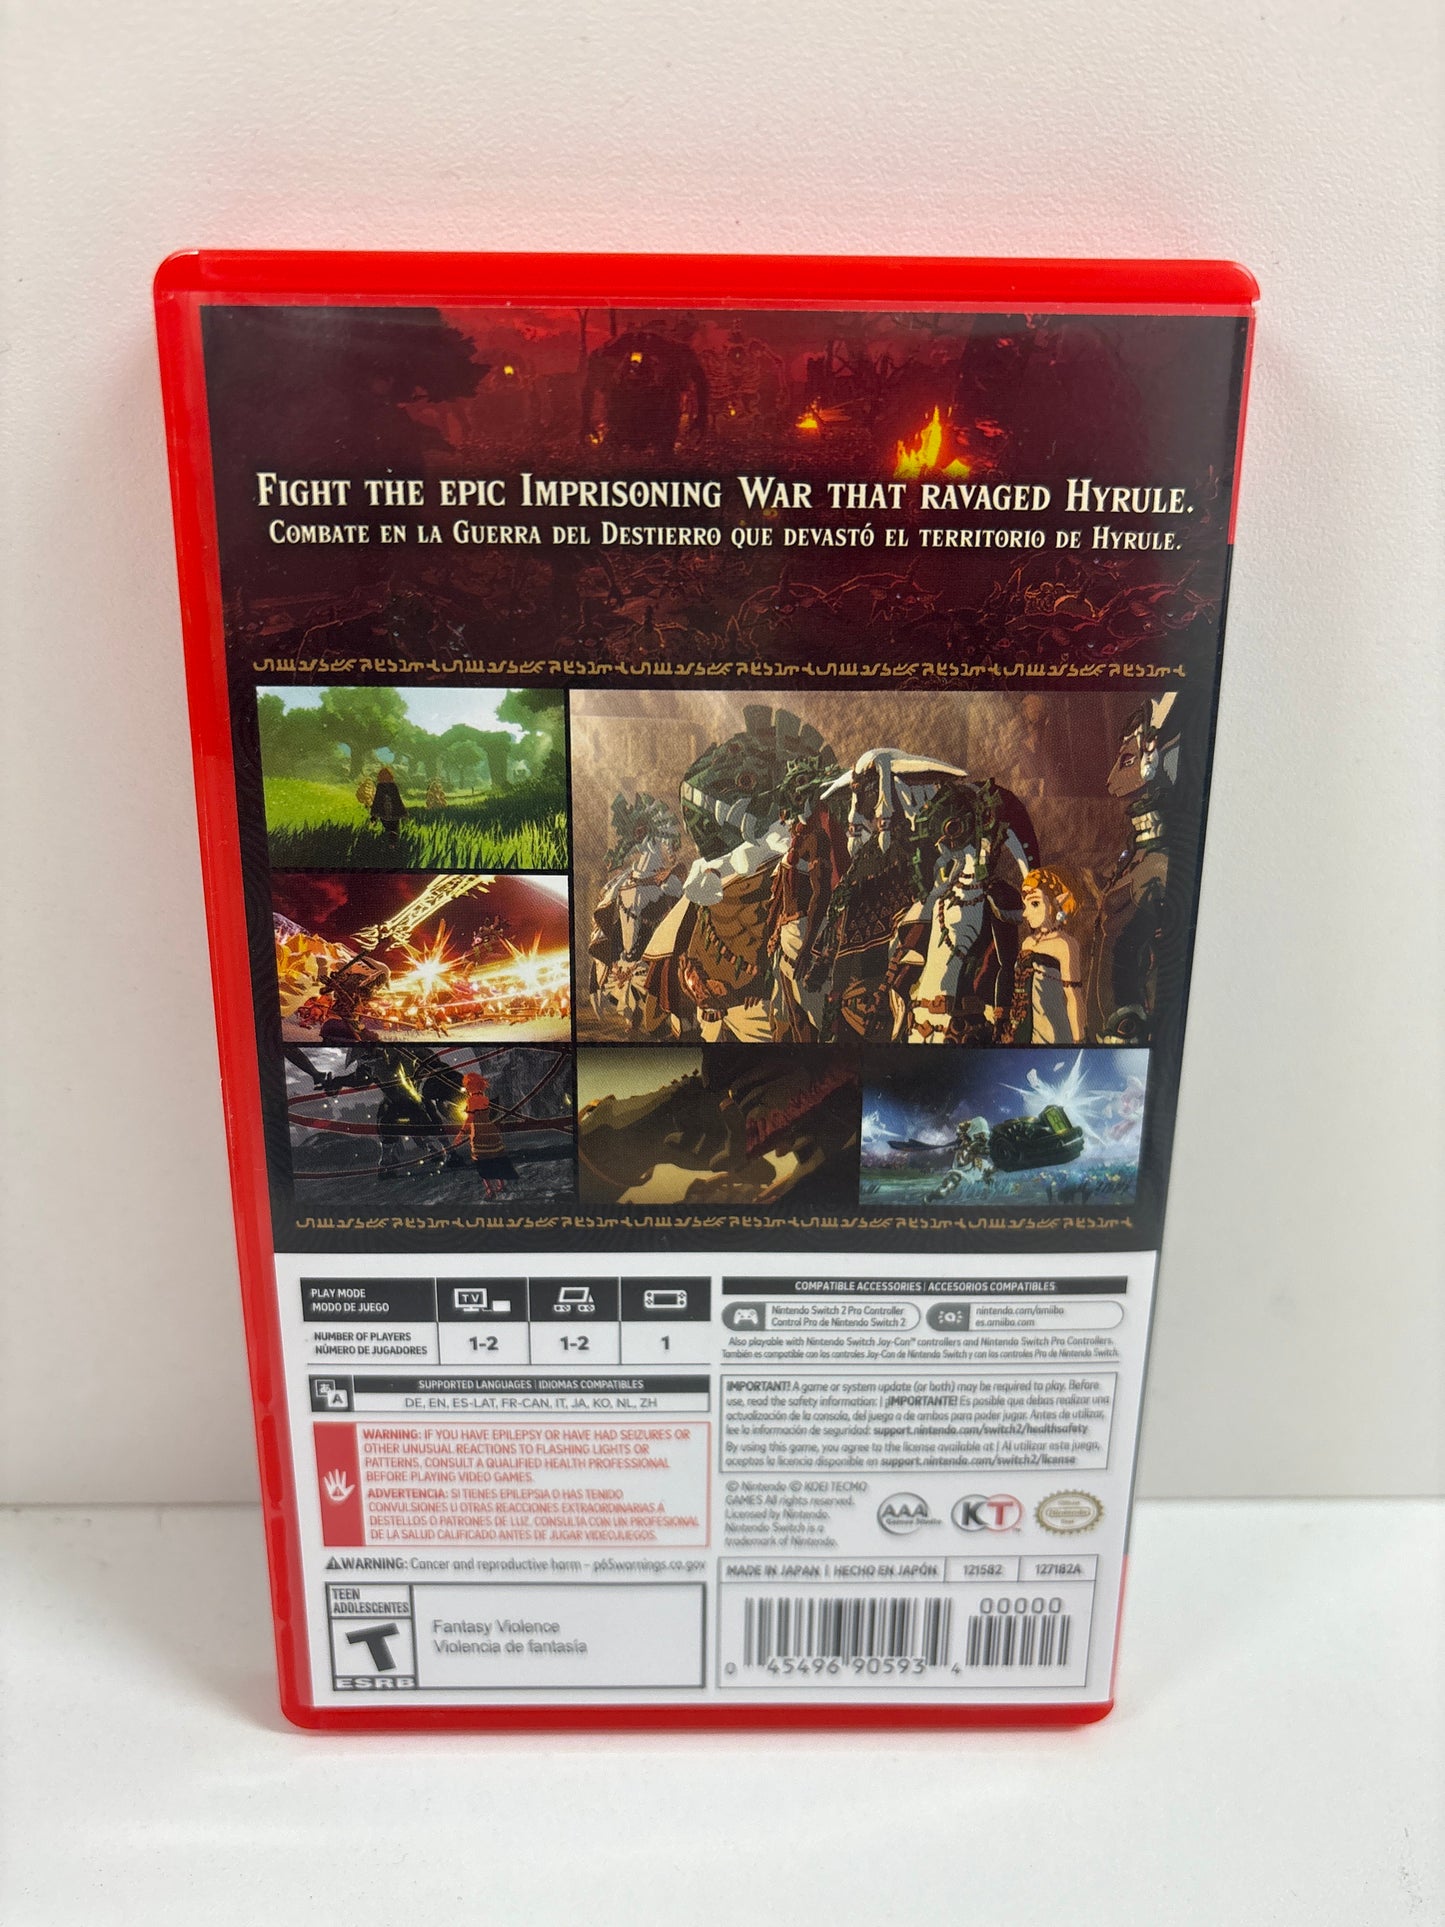 FIGHT THE EPIC IMPRISONING WAR THAT RAVAGED HYRULE.
COMBATE EN LA GUERRA DEL DESTIERRO QUE DEVASTÓ EL TERRITORIO DE HYRULE.
PLAY MODE
MODO DE JUEGO
TV
NUMBER OF PLAYERS
NÚMERO DE JUGADORES
1-2
1-2
1
SUPPORTED LANGUAGES | IDIOMAS COMPATIBLES
DE, EN, ES-LAT, FR-CAN, IT, JA, KO, NL, ZH
WARNING: IF YOU HAVE EPILEPSY OR HAVE HAD SEIZURES OR
OTHER UNUSUAL REACTIONS TO FLASHING LIGHTS OR
PATTERNS, CONSULT A QUALIFIED HEALTH PROFESSIONAL
BEFORE PLAYING VIDEO GAMES.
ADVERTENCIA: SI TIENES EPILEPSIA O HAS TENIDO
CONVULSIONES U OTRAS REACCIONES EXTRAORDINARIAS A
DESTELLOS O PATRONES DE LUZ, CONSULTA CON UN PROFESIONAL
DE LA SALUD CALIFICADO ANTES DE JUGAR VIDEOJUEGOS.
⚠WARNING: Cancer and reproductive harm – p65warnings.ca.gov
TEEN
ADOLESCENTES
T
ESRB
Fantasy Violence
Violencia de fantasía
COMPATIBLE ACCESSORIES | ACCESORIOS COMPATIBLES
Nintendo Switch 2 Pro Controller
Control Pro de Nintendo Switch 2
nintendo.com/amiibo
es.amiibo.com
Also playable with Nintendo Switch Joy-Con™ controllers and Nintendo Switch Pro Controllers.
También es compatible con los controles Joy-Con de Nintendo Switch y con los controles Pro de Nintendo Switch.
IMPORTANT! A game or system update (or both) may be required to play. Before
use, read the safety information: | ¡IMPORTANTE! Es posible que debas realizar una
actualización de la consola, del juego o de ambos para poder jugar. Antes de utilizar,
lee la información de seguridad: support.nintendo.com/switch2/healthsafety
By using this game, you agree to the license available at | Al utilizar este juego,
aceptas la licencia disponible en support.nintendo.com/switch2/license
© Nintendo © KOEI TECMO
GAMES All rights reserved.
Licensed by Nintendo.
Nintendo Switch is a
trademark of Nintendo.
AAA
Games Studio
KT
Official
Nintendo
Seal
MADE IN JAPAN | HECHO EN JAPÓN
121582
127182A
00000
0 45496 90593 4